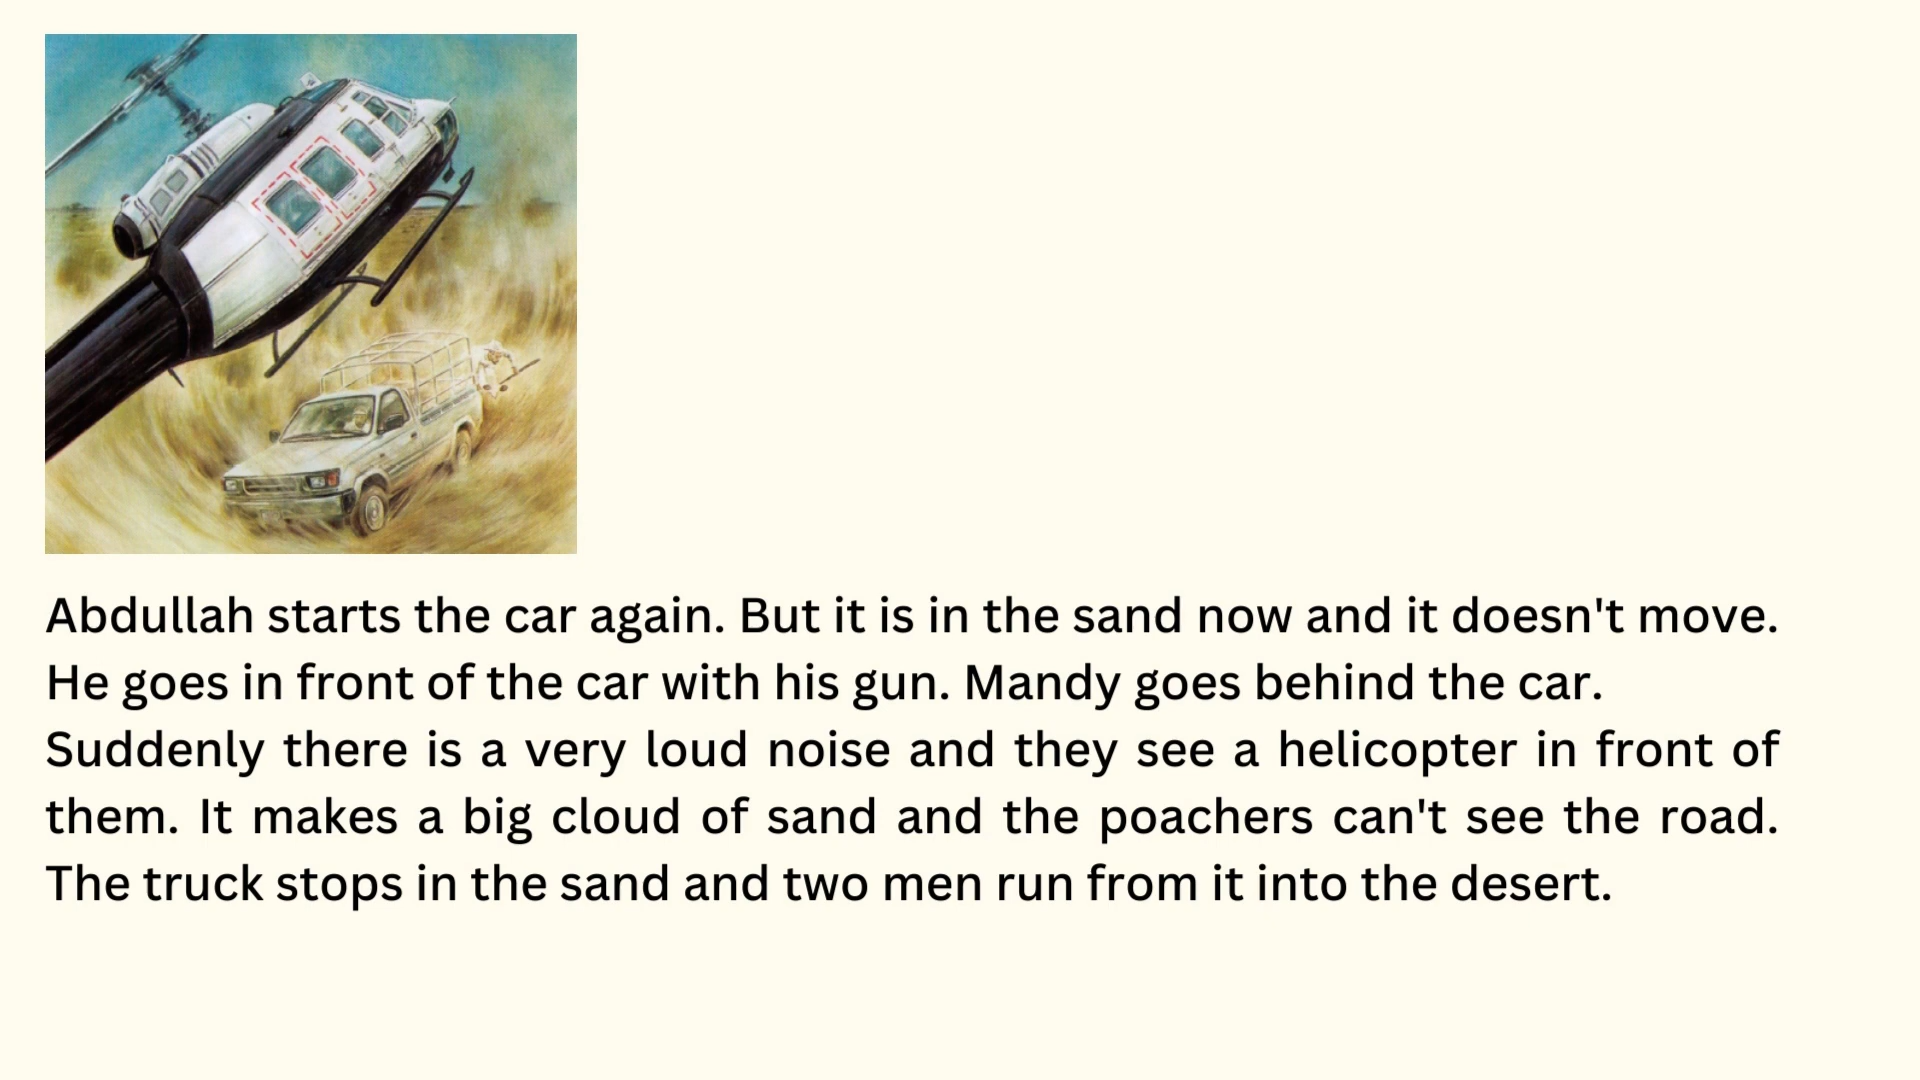 Abdullah starts the car again. But it is in the sand now and it doesn't move.
He goes in front of the car with his gun. Mandy goes behind the car.
Suddenly there is a very loud noise and they see a helicopter in front of
them. It makes a big cloud of sand and the poachers can't see the road.
The truck stops in the sand and two men run from it into the desert.